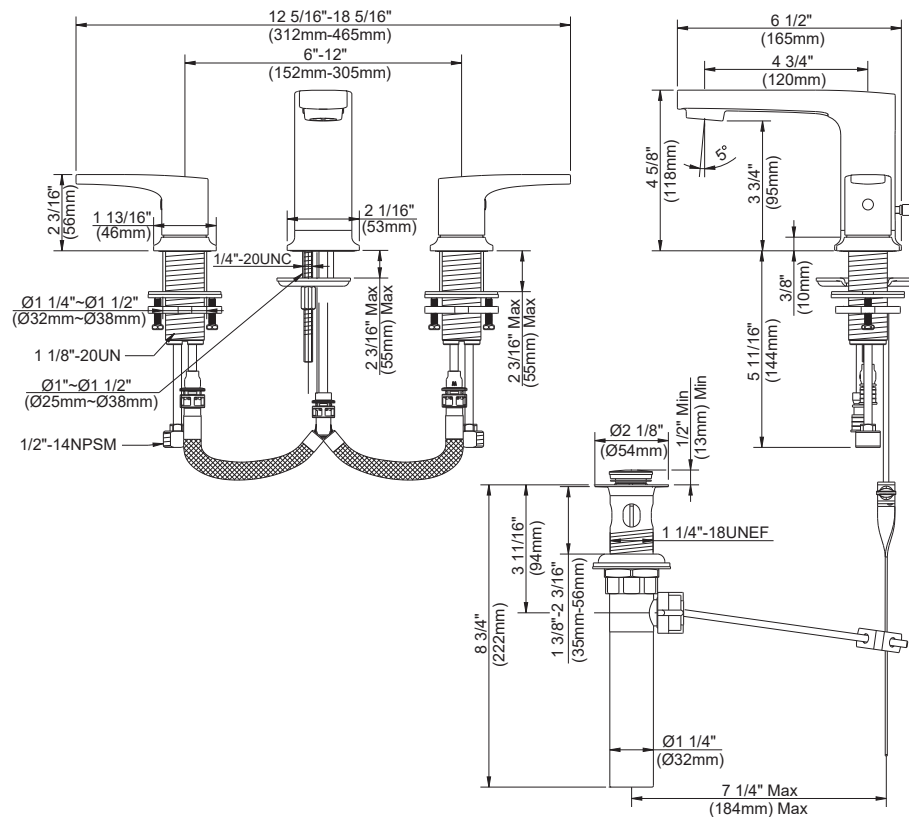 12 5/16"-18 5/16"
(312mm-465mm)
6"-12"
(152mm-305mm)
2 3/16"
(56mm)
1 13/16"
(46mm)
2 1/16"
(53mm)
1/4"-20UNC
Ø1 1/4"~Ø1 1/2"
(Ø32mm~Ø38mm)
1 1/8"-20UN
Ø1"~Ø1 1/2"
(Ø25mm~Ø38mm)
1/2"-14NPSM
2 3/16" Max
(55mm) Max
2 3/16" Max
(55mm) Max
6 1/2"
(165mm)
4 3/4"
(120mm)
4 5/8"
(118mm)
5°
3 3/4"
(95mm)
3/8"
(10mm)
5 11/16"
(144mm)
Ø2 1/8"
(Ø54mm)
1/2" Min
(13mm) Min
1 1/4"-18UNEF
3 11/16"
(94mm)
1 3/8"-2 3/16"
(35mm-56mm)
8 3/4"
(222mm)
Ø1 1/4"
(Ø32mm)
7 1/4" Max
(184mm) Max